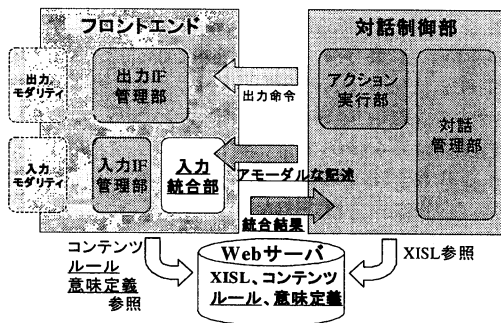 フロントエンド
対話制御部
出力
モダリティ
出力IF
管理部
出力命令
アクション
実行部
対話
管理部
入力
モダリティ
入力IF
管理部
入力
統合部
アモーダルな記述
統合結果
コンテンツ
ルール
意味定義
参照
Webサーバ
XISL、コンテンツ
ルール、意味定義
XISL参照